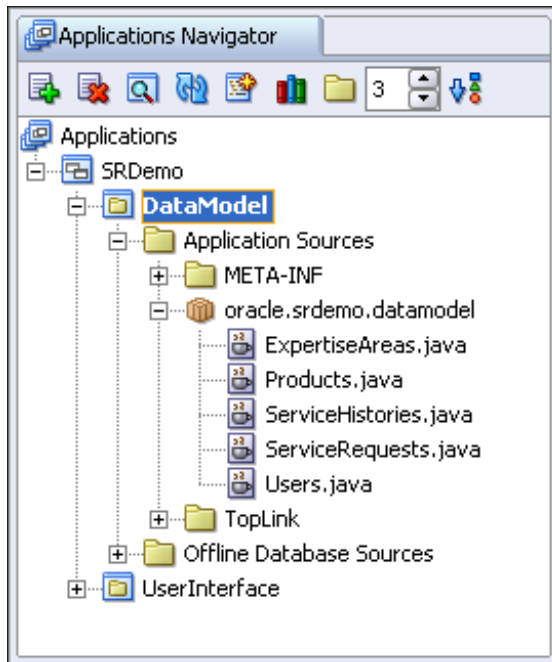 Applications Navigator
3
Applications
SRDemo
DataModel
Application Sources
META-INF
oracle.srdemo.datamodel
ExpertiseAreas.java
Products.java
ServiceHistories.java
ServiceRequests.java
Users.java
TopLink
Offline Database Sources
UserInterface